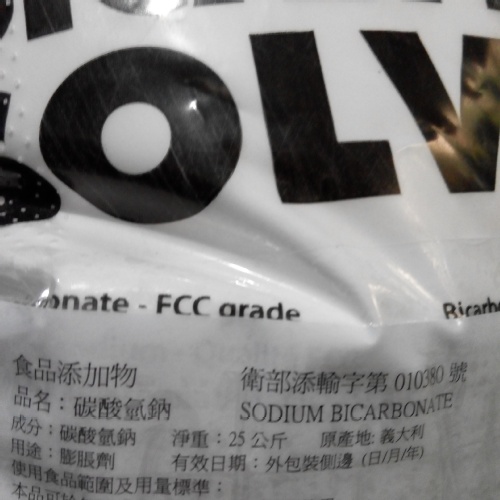 SOLV
onate - FCC grade
Bicarbo
食品添加物
衛部添輸字第 010380 號
品名：碳酸氫鈉
SODIUM BICARBONATE
成分：碳酸氫鈉 淨重：25 公斤 原產地: 義大利
用途：膨脹劑 有效日期：外包裝側邊 (日/月/年)
使用食品範圍及用量標準：